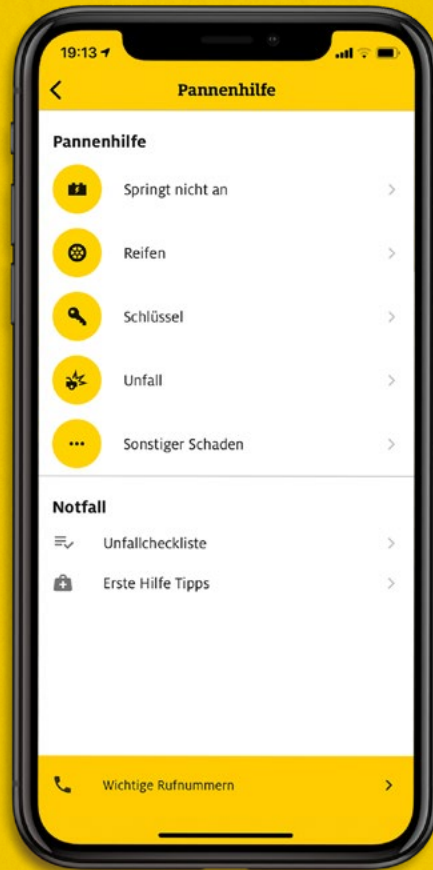 19:13
Pannenhilfe
Pannenhilfe
Springt nicht an
Reifen
Schlüssel
Unfall
Sonstiger Schaden
Notfall
Unfallcheckliste
Erste Hilfe Tipps
Wichtige Rufnummern